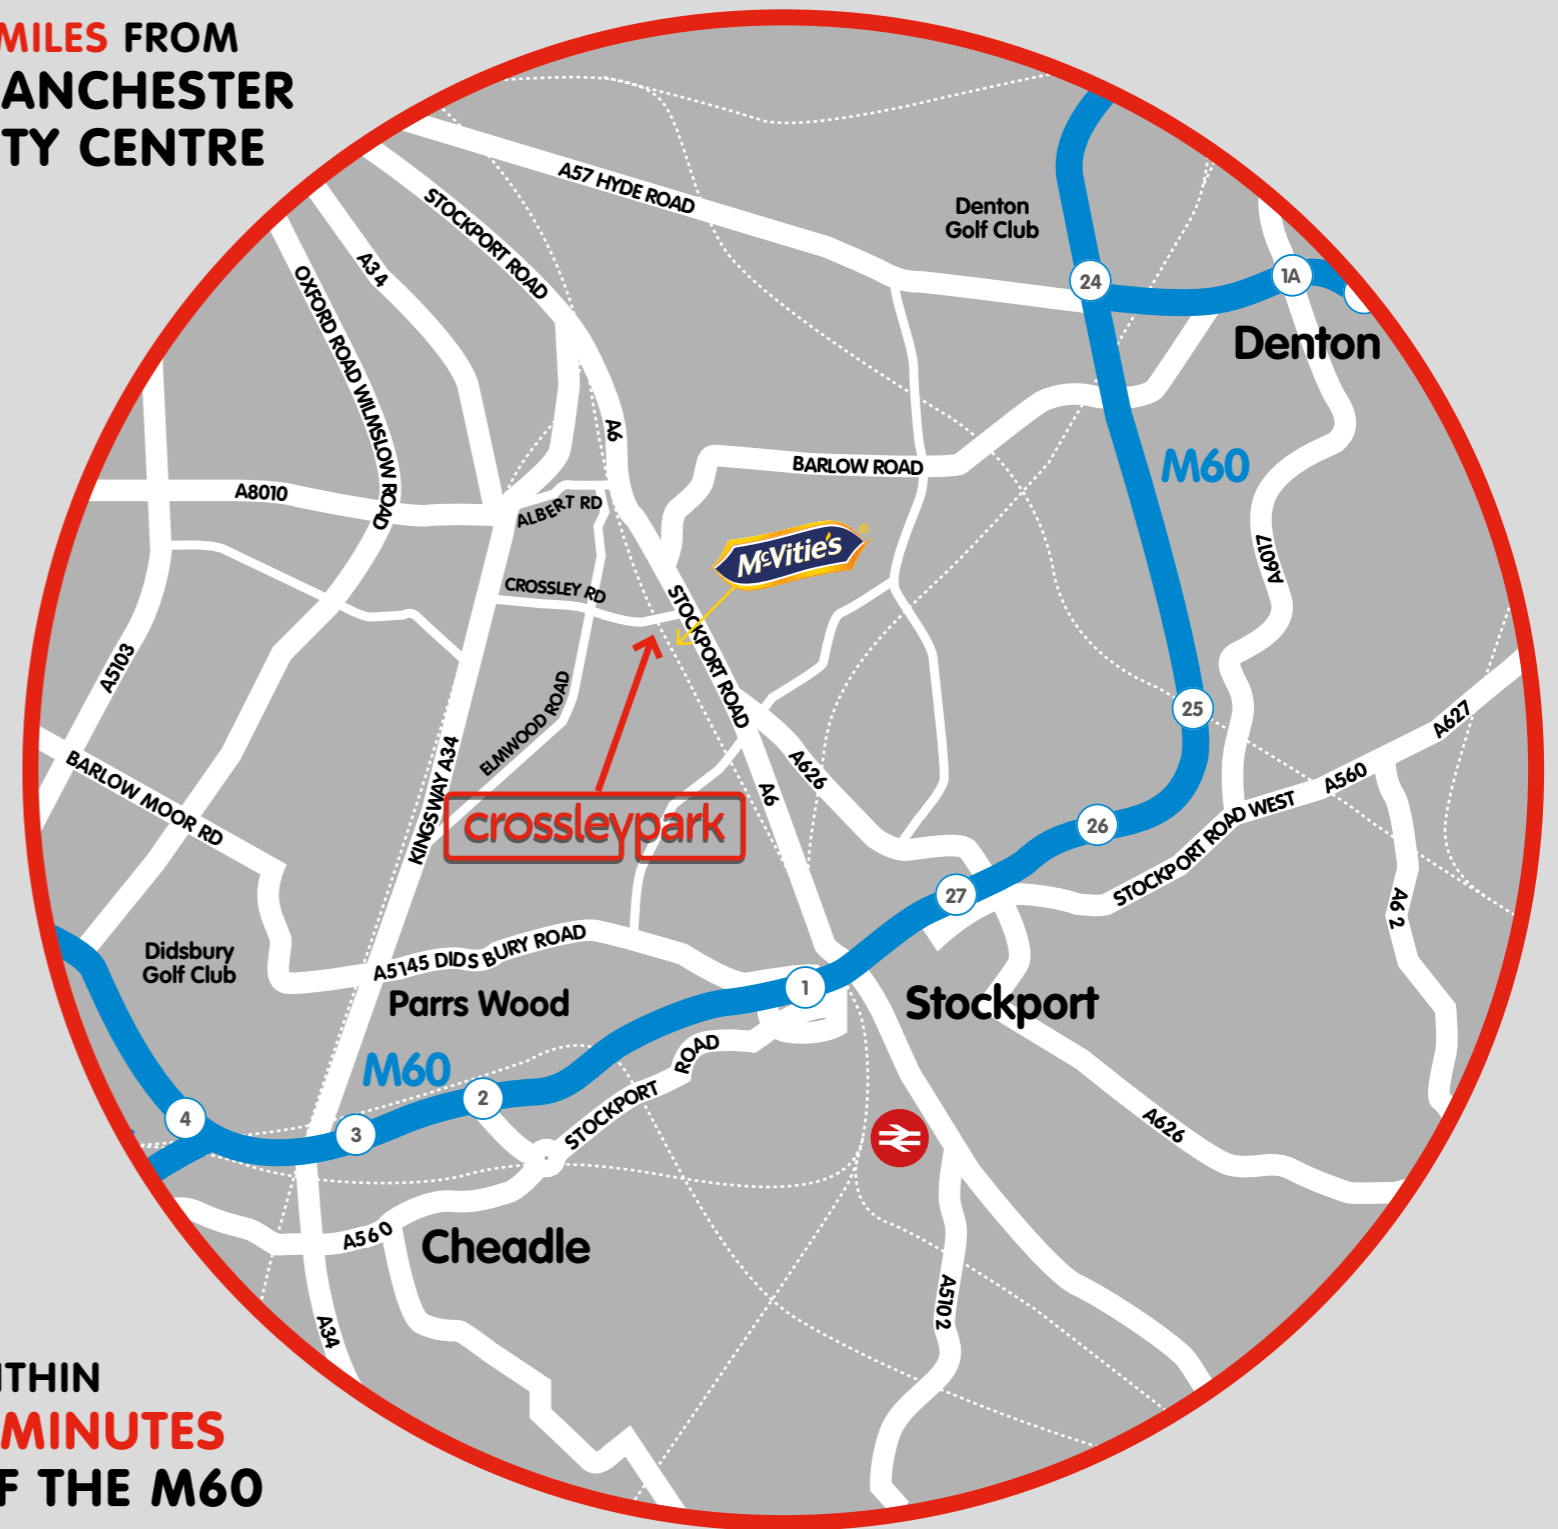 MILES FROM
ANCHESTER
TY CENTRE
A57 HYDE ROAD
STOCKPORT ROAD
A34
OXFORD ROAD WILMSLOW ROAD
Denton
Golf Club
24
1A
Denton
M60
A6
BARLOW ROAD
A8010
ALBERT RD
McVitie's®
CROSSLEY RD
STOCKPORT ROAD
A6017
A5103
ELMWOOD ROAD
KINGSWAY A34
25
A627
A560
BARLOW MOOR RD
A626
A6
crossleypark
26
STOCKPORT ROAD WEST
27
A6 2
Didsbury
Golf Club
A5145 DIDSBURY ROAD
Parrs Wood
1
Stockport
M60
2
STOCKPORT ROAD
4
3
A626
A560
Cheadle
A34
A5102
ITHIN
MINUTES
F THE M60